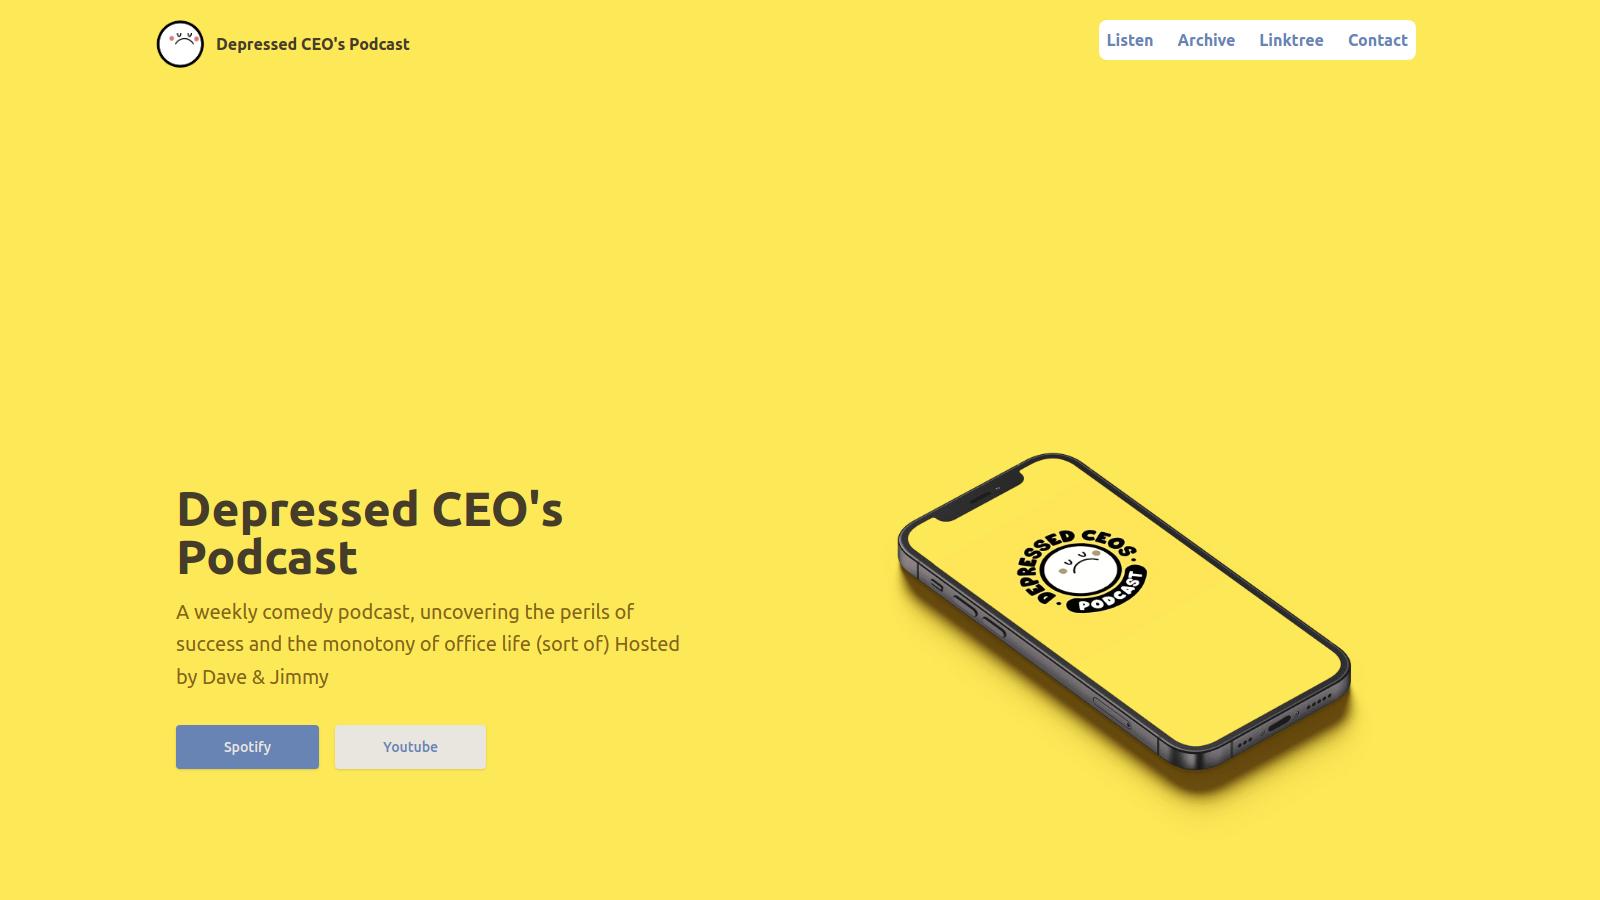 Depressed CEO's Podcast
Listen Archive Linktree Contact
Depressed CEO's
Podcast
A weekly comedy podcast, uncovering the perils of
success and the monotony of office life (sort of) Hosted
by Dave & Jimmy
Spotify Youtube
DEPRESSED CEOS · PODCAST ·